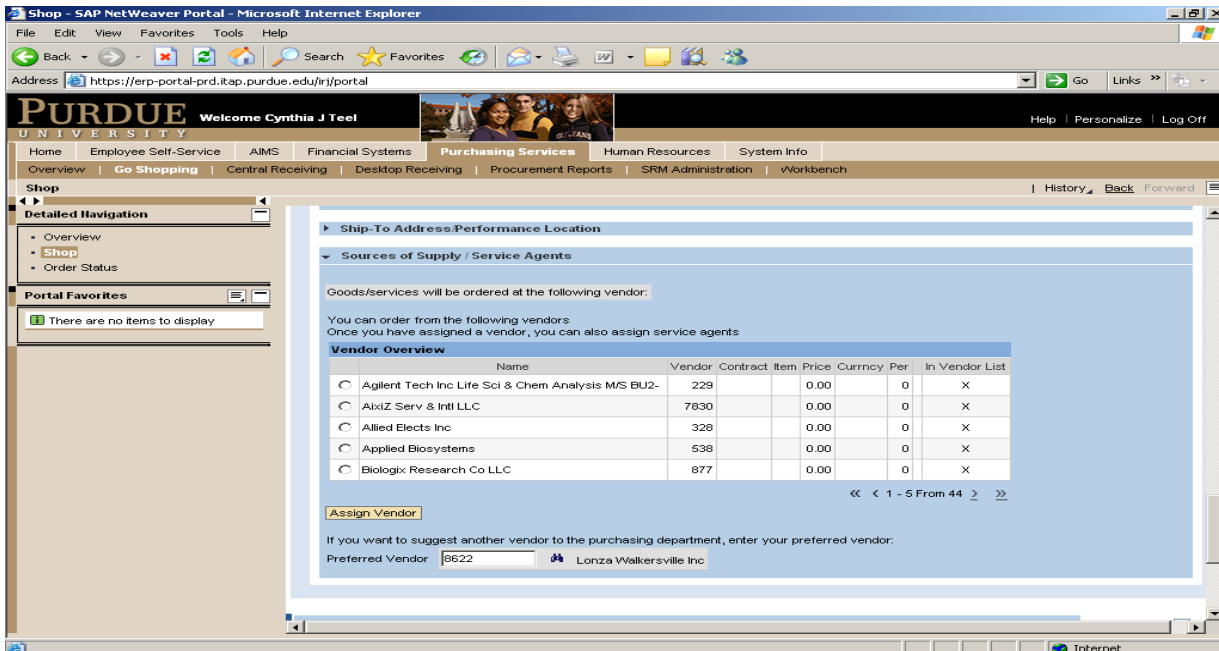 Shop - SAP NetWeaver Portal - Microsoft Internet Explorer
File Edit View Favorites Tools Help
Back Search Favorites
Address https://erp-portal-prd.itap.purdue.edu/irj/portal Go Links »
PURDUE Welcome Cynthia J Teel Help | Personalize | Log Off
UNIVERSITY
Home Employee Self-Service AIMS Financial Systems Purchasing Services Human Resources System Info
Overview | Go Shopping | Central Receiving | Desktop Receiving | Procurement Reports | SRM Administration | Workbench
Shop | History Back Forward
Detailed Navigation
• Overview
• Shop
• Order Status
Portal Favorites
There are no items to display
Ship-To Address/Performance Location
Sources of Supply / Service Agents
Goods/services will be ordered at the following vendor:
You can order from the following vendors
Once you have assigned a vendor, you can also assign service agents
Vendor Overview
Name Vendor Contract Item Price Currncy Per In Vendor List
Agilent Tech Inc Life Sci & Chem Analysis M/S BU2- 229 0.00 0 X
AixiZ Serv & Intl LLC 7830 0.00 0 X
Allied Elects Inc 328 0.00 0 X
Applied Biosystems 538 0.00 0 X
Biologix Research Co LLC 877 0.00 0 X
1 - 5 From 44
Assign Vendor
If you want to suggest another vendor to the purchasing department, enter your preferred vendor:
Preferred Vendor 8622 Lonza Walkersville Inc
Internet